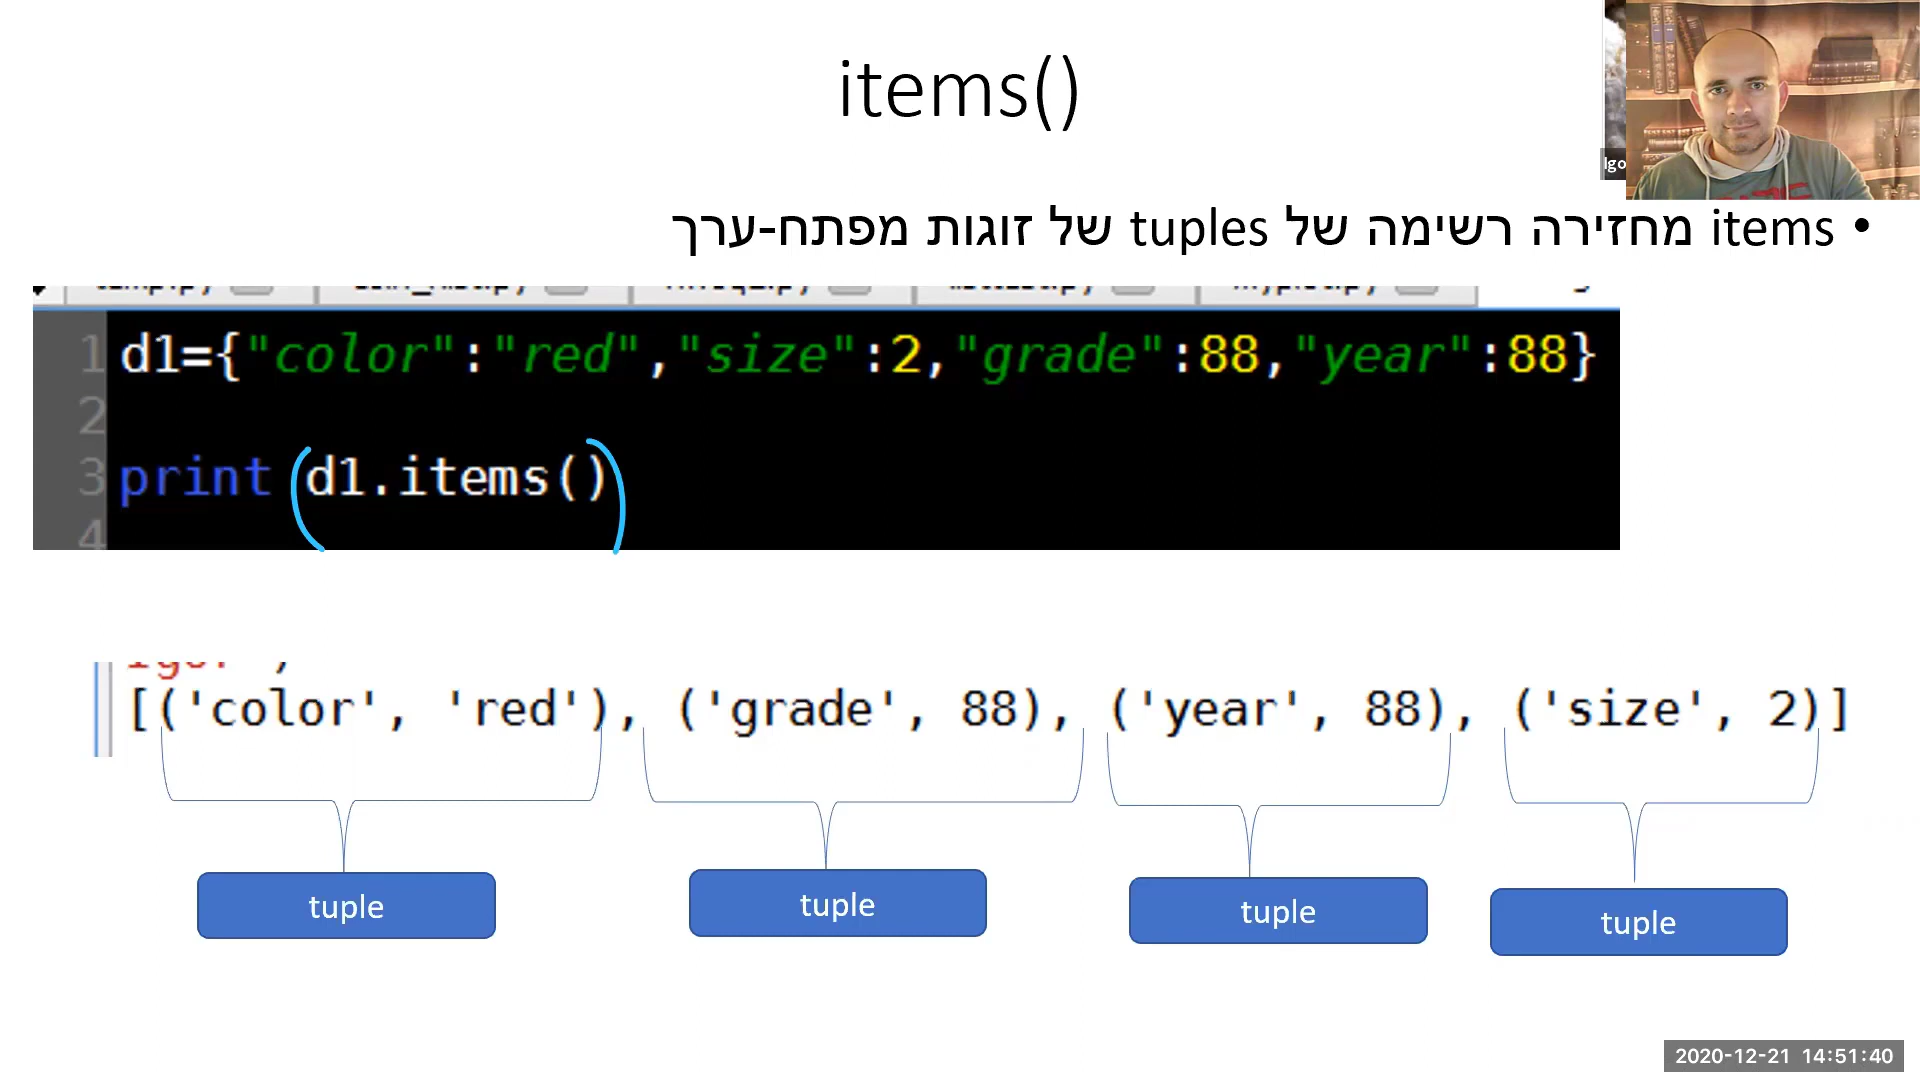 items()
Igo
• items מחזירה רשימה של tuples של זוגות מפתח-ערך
1 d1={"color":"red","size":2,"grade":88,"year":88}
2
3 print (d1.items())
4
[('color', 'red'), ('grade', 88), ('year', 88), ('size', 2)]
tuple tuple tuple tuple
2020-12-21 14:51:40